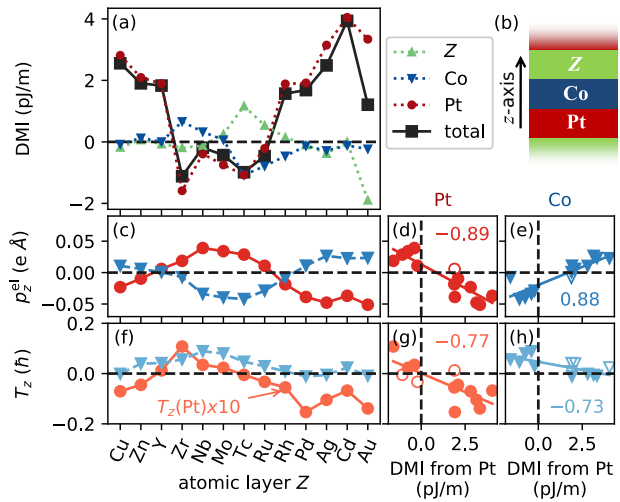 (a)
4
2
0
−2
DMI (pJ/m)
Z
Co
Pt
total
(b)
z-axis
Z
Co
Pt
Pt
Co
(c)
0.05
0.00
−0.05
p_z^el (e Å)
(d)
−0.89
(e)
0.88
(f)
0.2
0.0
−0.2
T_z (ħ)
T_z(Pt)x10
(g)
−0.77
(h)
−0.73
Cu
Zn
Y
Zr
Nb
Mo
Tc
Ru
Rh
Pd
Ag
Cd
Au
atomic layer Z
0.0
2.5
DMI from Pt
(pJ/m)
0.0
2.5
DMI from Pt
(pJ/m)